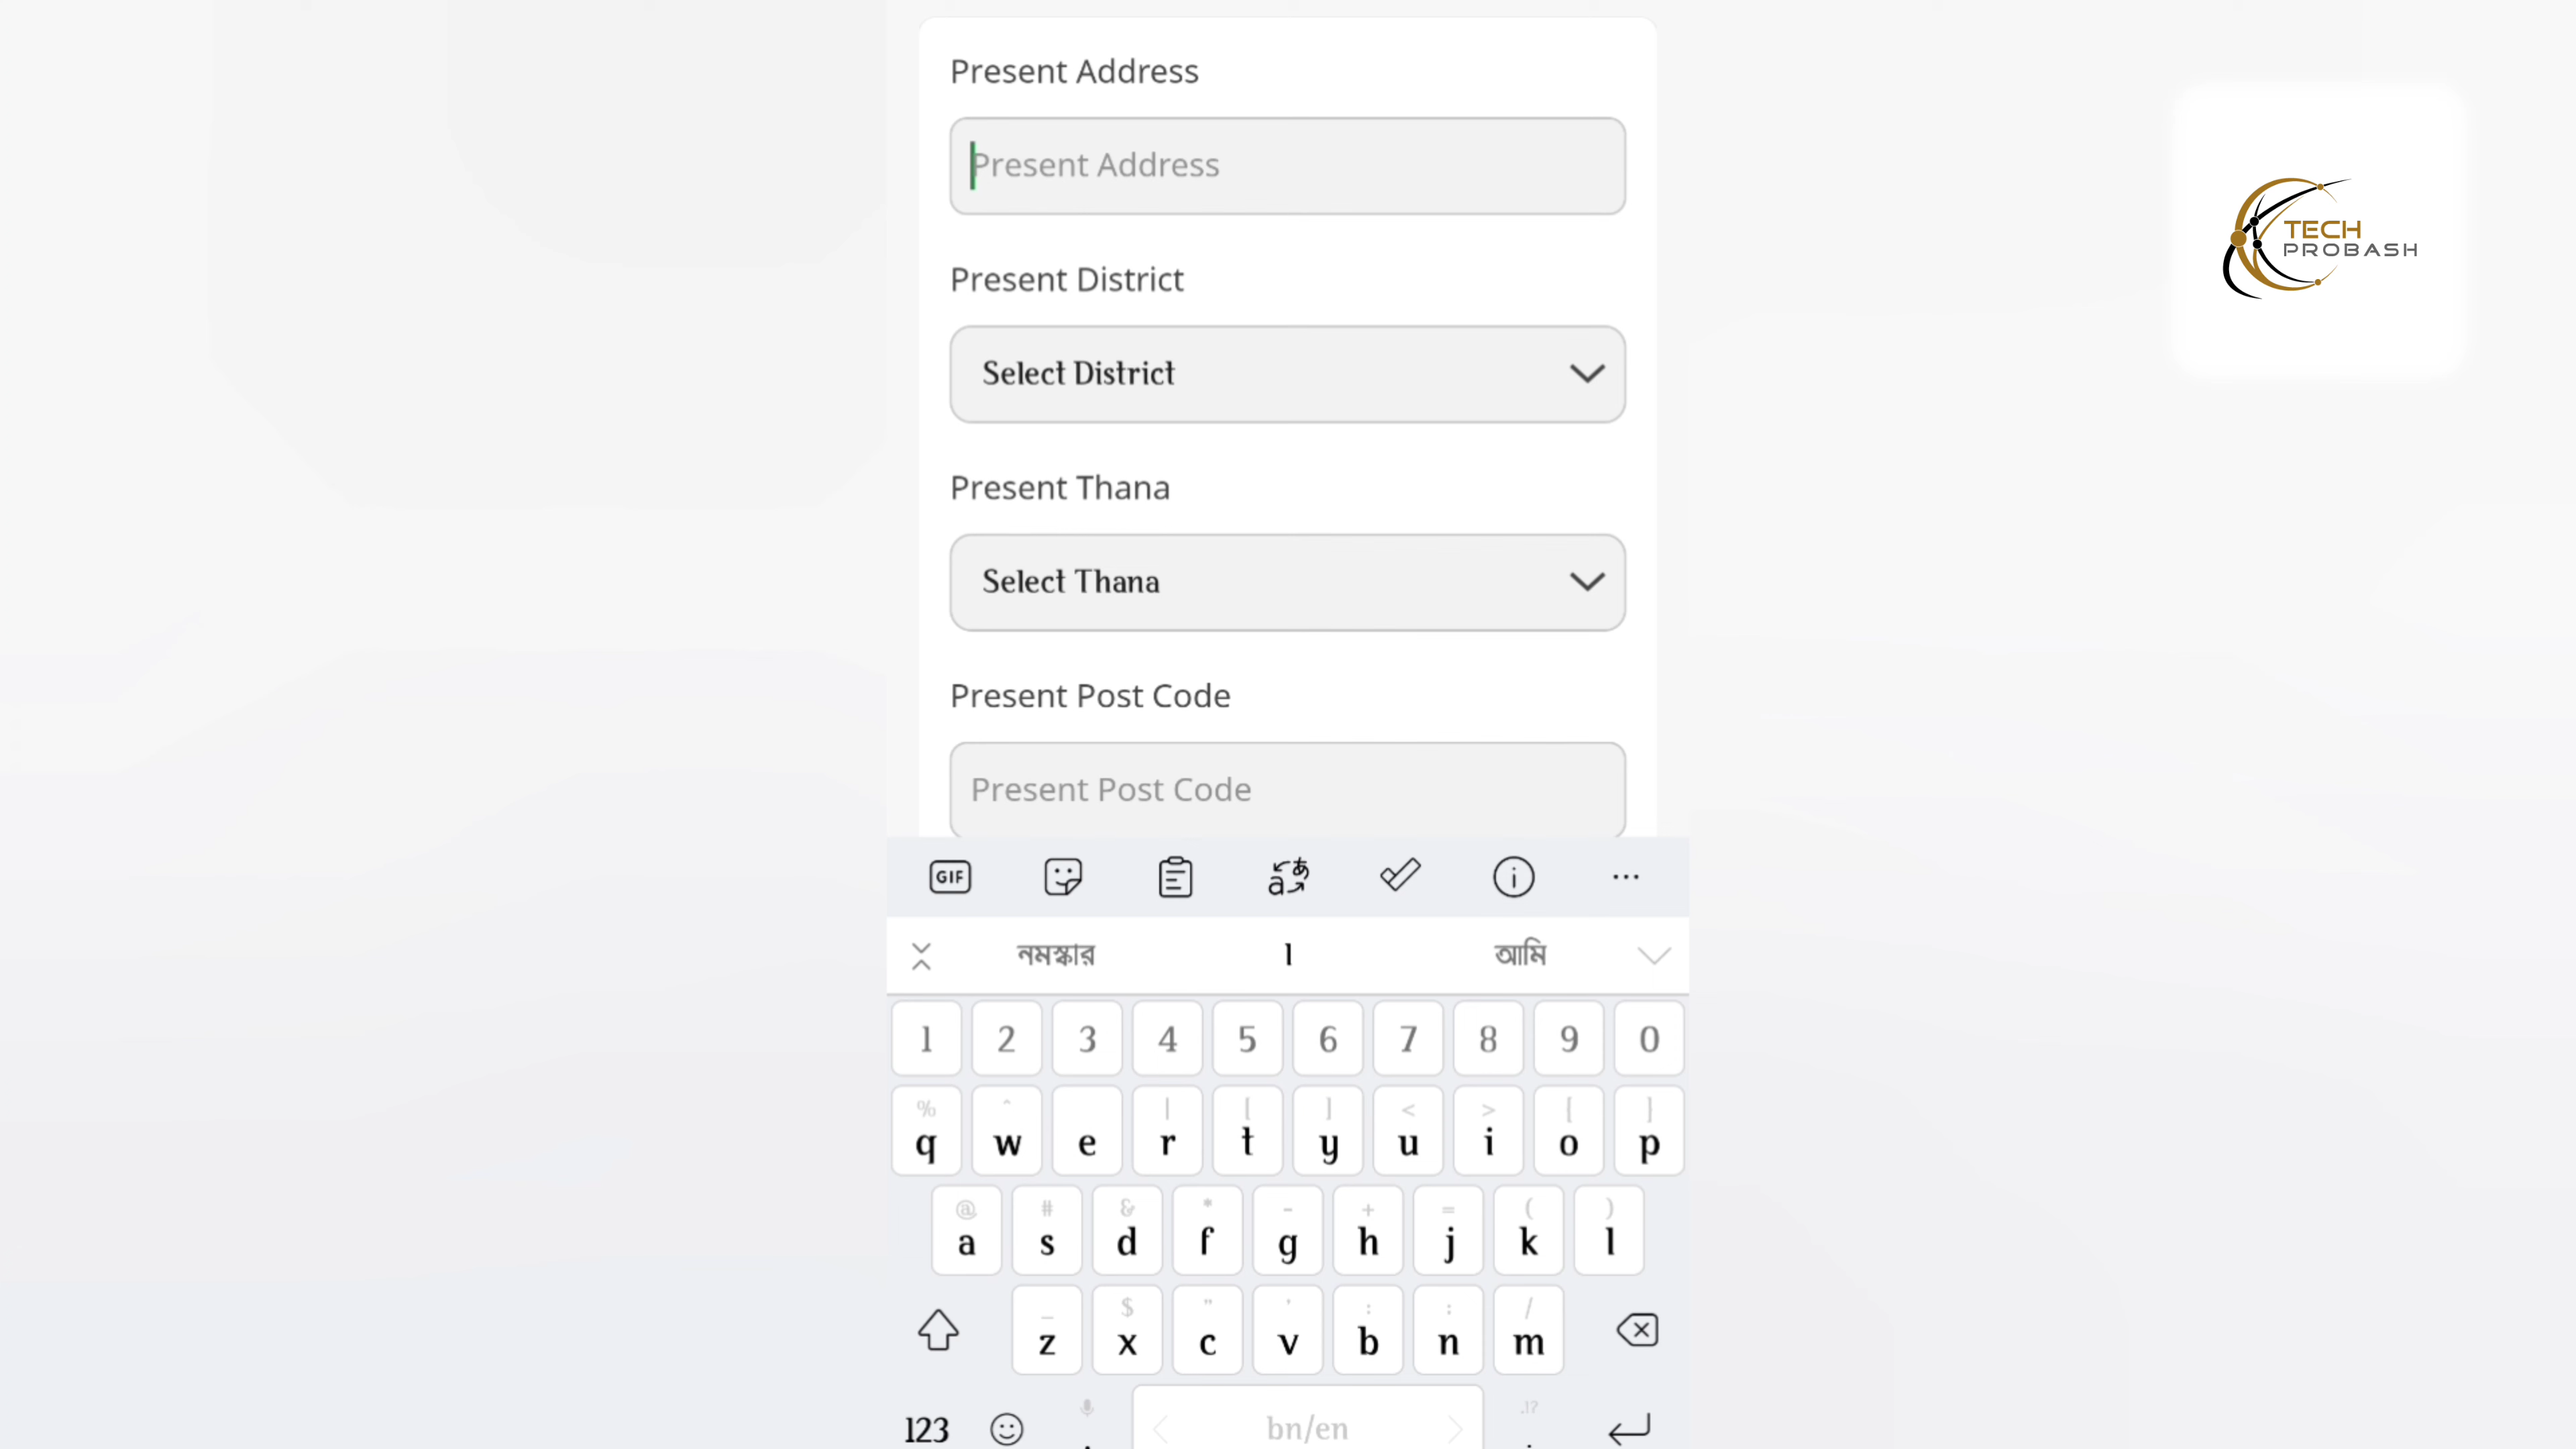 Present Address
Present Address
TECH
PROBASH
Present District
Select District
Present Thana
Select Thana
Present Post Code
Present Post Code
GIF
নমস্কার I আমি
1 2 3 4 5 6 7 8 9 0
% ^ | [ ] < > { }
q w e r t y u i o p
@ # & * - + = ( )
a s d f g h j k l
_ $ " ' : ; /
z x c v b n m
123 bn/en .!?